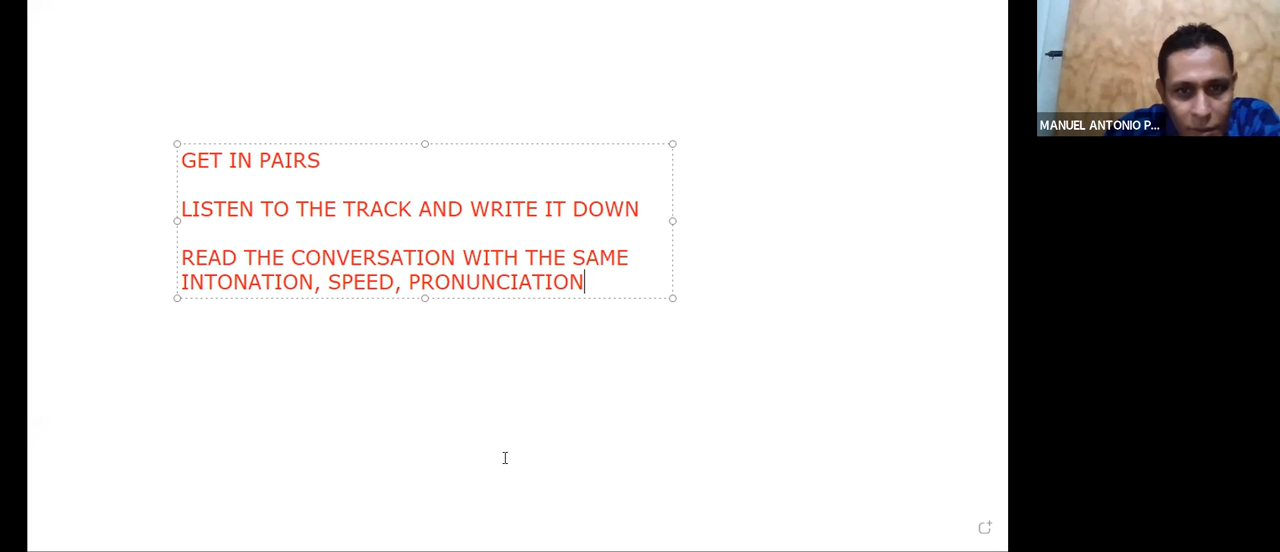 GET IN PAIRS
LISTEN TO THE TRACK AND WRITE IT DOWN
READ THE CONVERSATION WITH THE SAME
INTONATION, SPEED, PRONUNCIATION
MANUEL ANTONIO P...